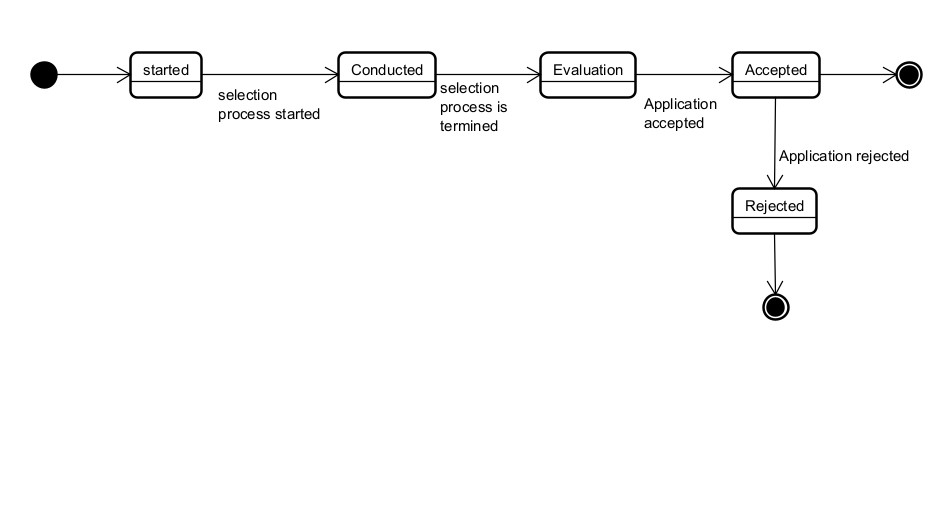 started
Conducted
Evaluation
Accepted
selection
process started
selection
process is
termined
Application
accepted
Application rejected
Rejected